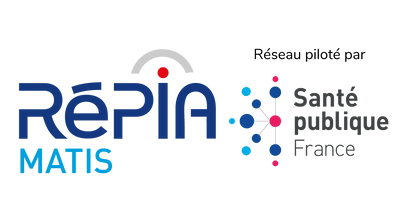 RéPIA
MATIS
Réseau piloté par
Santé
publique
France